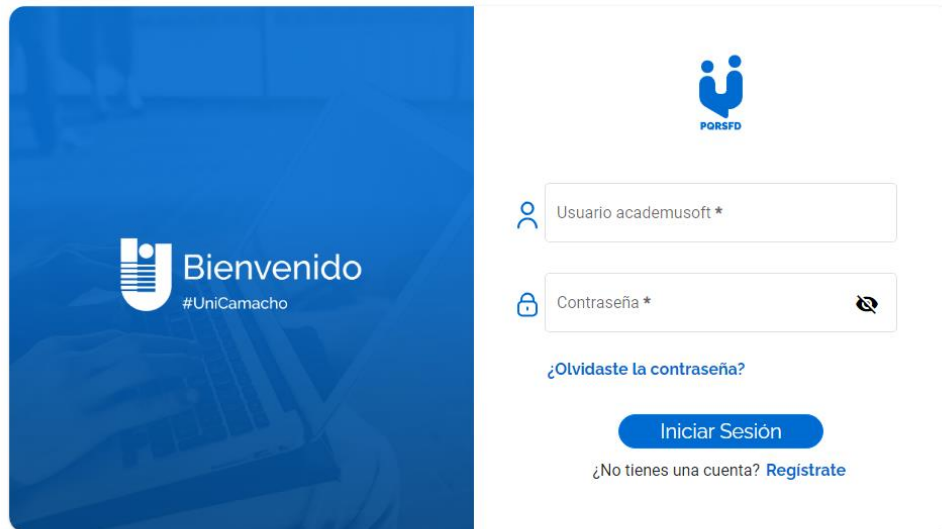 Bienvenido
#UniCamacho
PQRSFD
Usuario academusoft *
Contraseña *
¿Olvidaste la contraseña?
Iniciar Sesión
¿No tienes una cuenta? Regístrate